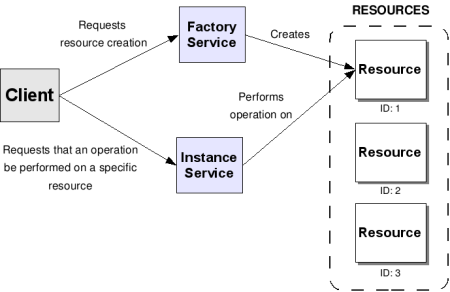 RESOURCES
Requests
resource creation
Factory
Service
Creates
Resource
ID: 1
Client
Performs
operation on
Requests that an operation
be performed on a specific
resource
Instance
Service
Resource
ID: 2
Resource
ID: 3